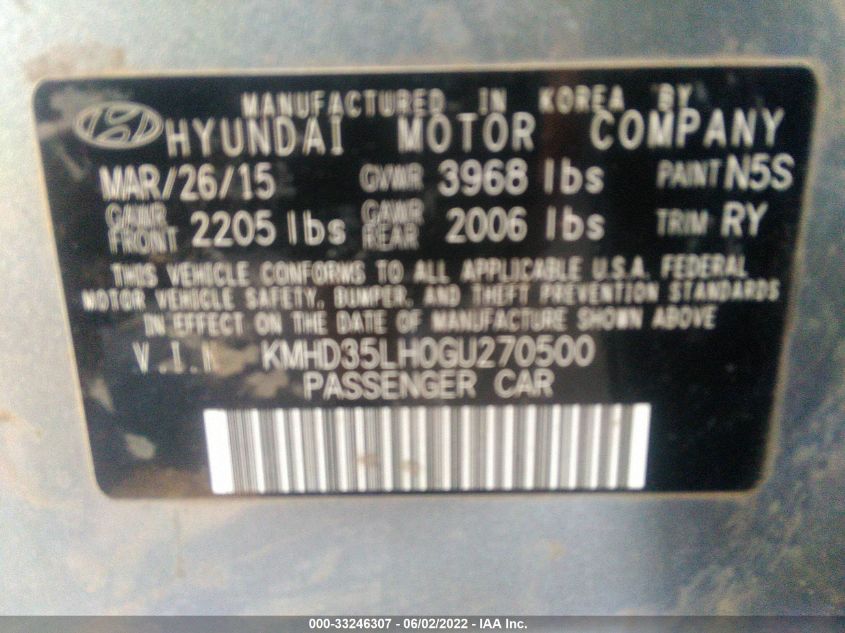 MANUFACTURED IN KOREA BY
HYUNDAI MOTOR COMPANY
MAR/26/15 GVWR 3968 lbs PAINT N5S
GAWR FRONT 2205 lbs GAWR REAR 2006 lbs TRIM RY
THIS VEHICLE CONFORMS TO ALL APPLICABLE U.S.A. FEDERAL
MOTOR VEHICLE SAFETY, BUMPER, AND THEFT PREVENTION STANDARDS
IN EFFECT ON THE DATE OF MANUFACTURE SHOWN ABOVE
V.I.N KMHD35LH0GU270500
PASSENGER CAR
000-33246307 - 06/02/2022 - IAA Inc.